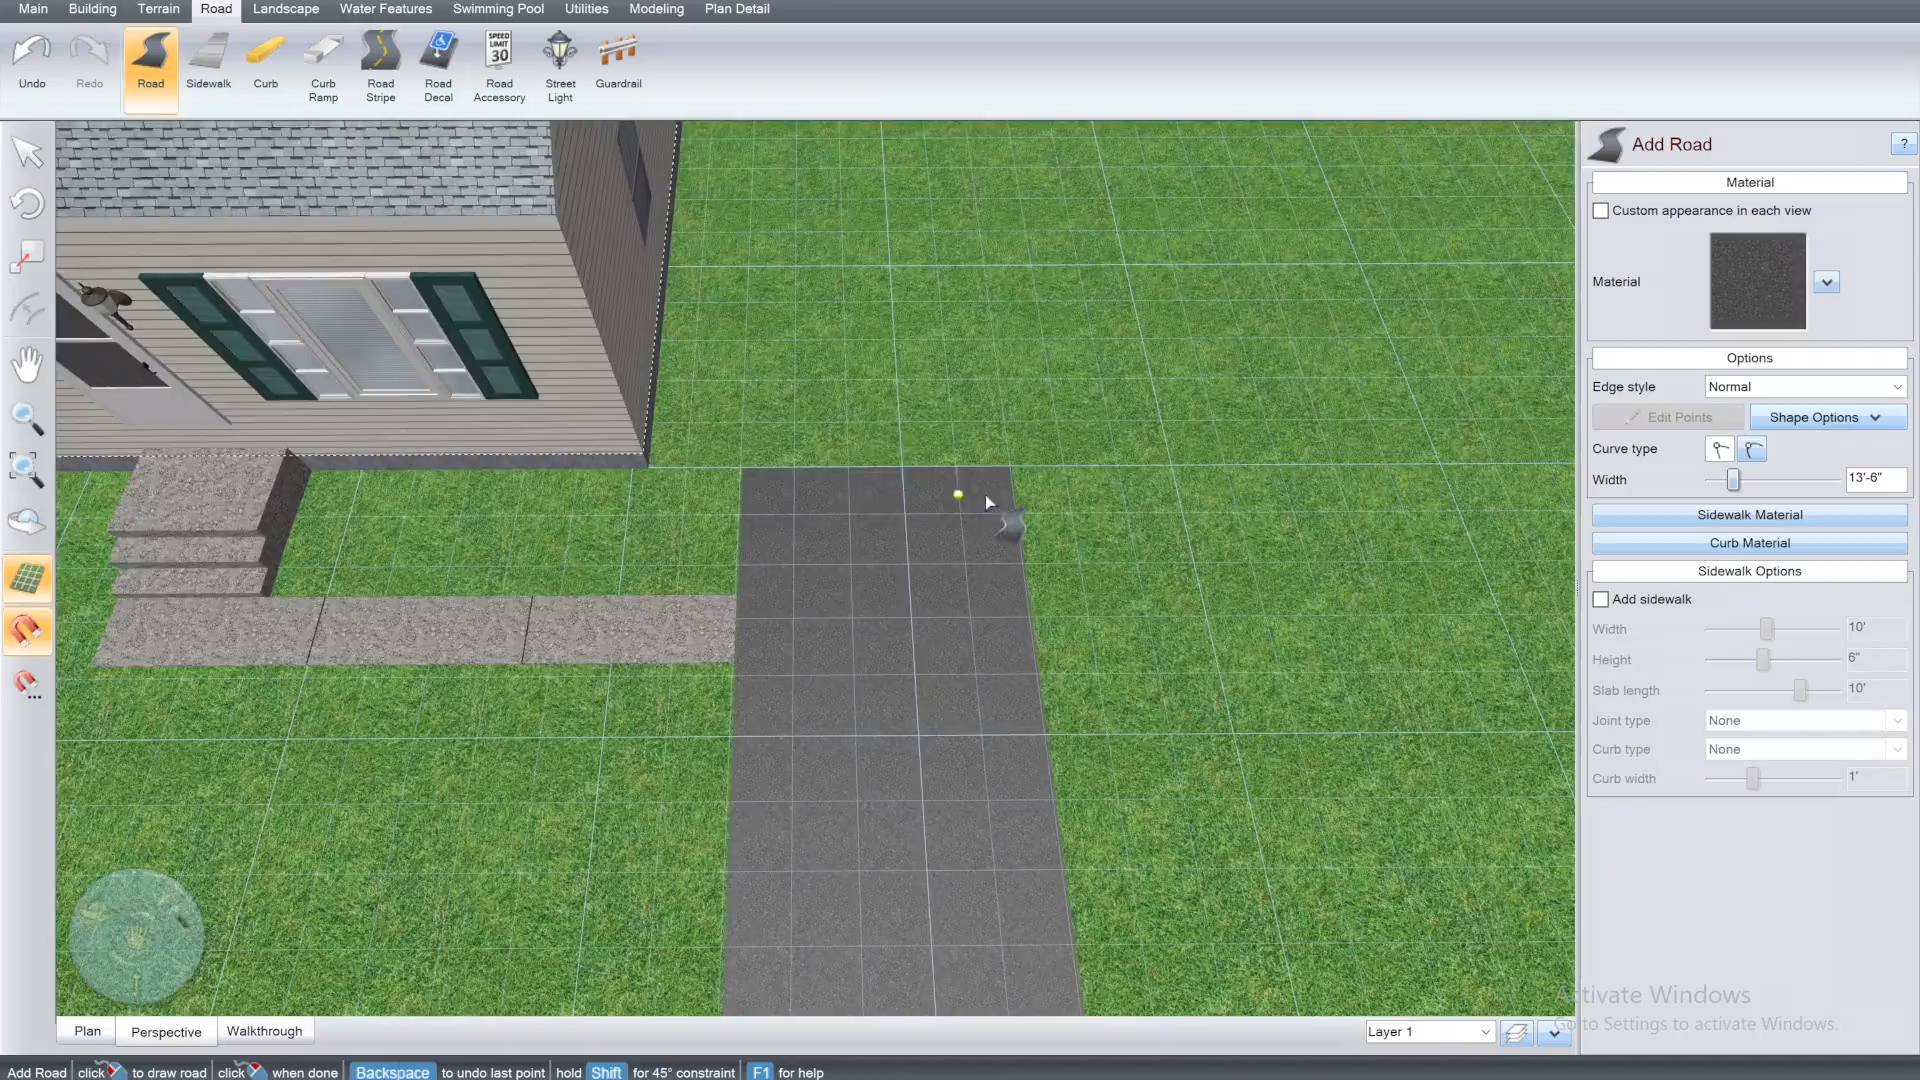 Main Building Terrain Road Landscape Water Features Swimming Pool Utilities Modeling Plan Detail
SPEED LIMIT 30
Undo Redo Road Sidewalk Curb Curb Ramp Road Stripe Road Decal Road Accessory Street Light Guardrail
Add Road ?
Material
Custom appearance in each view
Material
Options
Edge style Normal
Edit Points Shape Options
Curve type
Width 13'-6"
Sidewalk Material
Curb Material
Sidewalk Options
Add sidewalk
Width 10'
Height 6"
Slab length 10'
Joint type None
Curb type None
Curb width 1'
Activate Windows
Go to Settings to activate Windows.
Plan Perspective Walkthrough Layer 1
Add Road click to draw road click when done Backspace to undo last point hold Shift for 45° constraint F1 for help